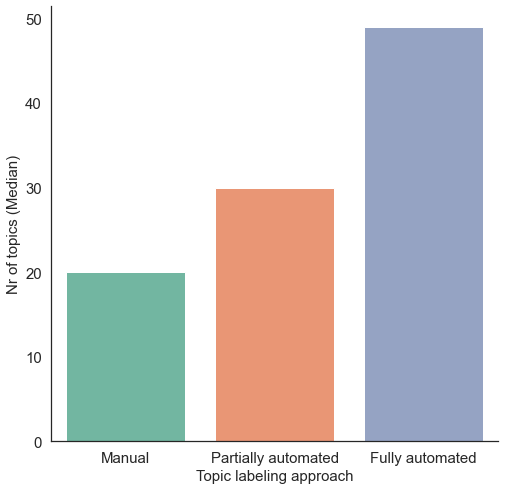 50
40
30
20
10
0
Nr of topics (Median)
Manual
Partially automated
Fully automated
Topic labeling approach